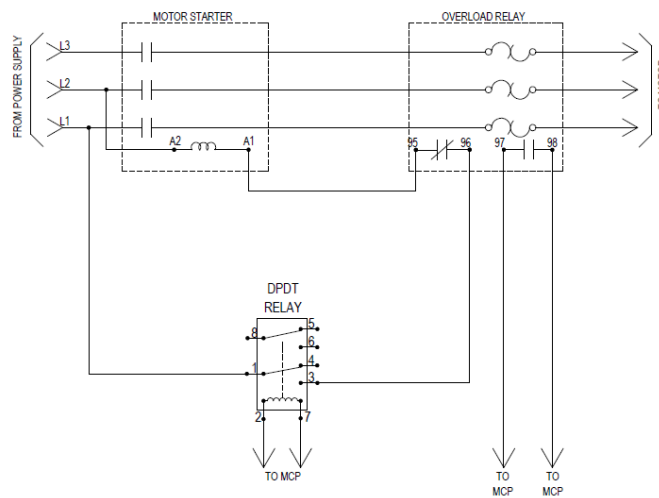 MOTOR STARTER
OVERLOAD RELAY
FROM POWER SUPPLY
L3
L2
L1
A2
A1
95
96
97
98
DPDT
RELAY
8
5
6
4
1
3
2
7
TO MCP
TO
MCP
TO
MCP